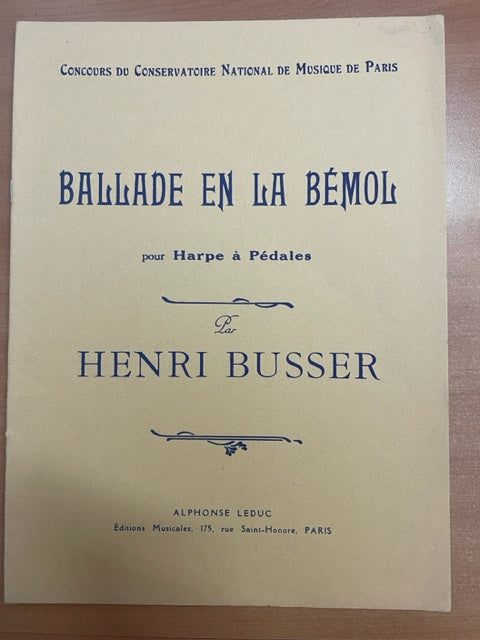 Concours du Conservatoire National de Musique de Paris
BALLADE EN LA BÉMOL
pour Harpe à Pédales
Par
HENRI BUSSER
ALPHONSE LEDUC
Éditions Musicales, 175, rue Saint-Honoré, PARIS